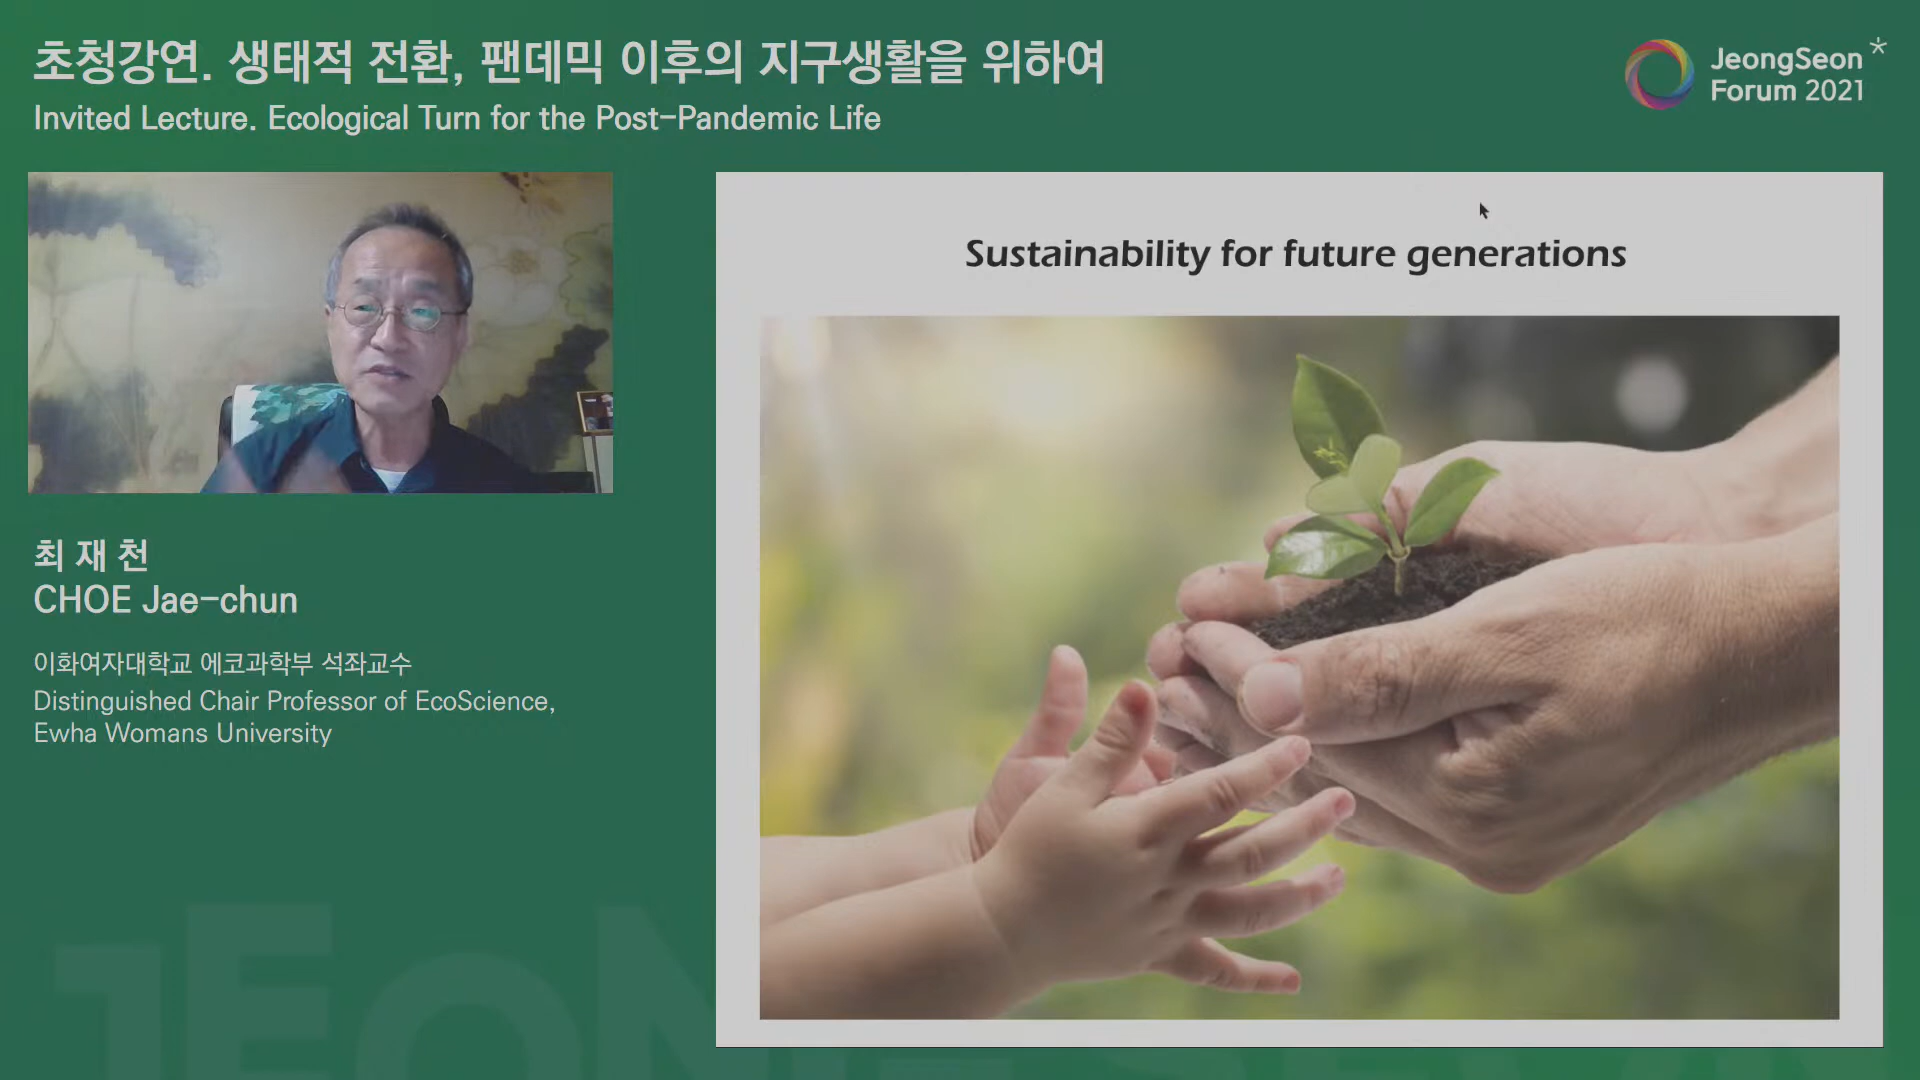 초청강연. 생태적 전환, 팬데믹 이후의 지구생활을 위하여
Invited Lecture. Ecological Turn for the Post-Pandemic Life
JeongSeon*
Forum 2021
Sustainability for future generations
최 재 천
CHOE Jae-chun
이화여자대학교 에코과학부 석좌교수
Distinguished Chair Professor of EcoScience,
Ewha Womans University